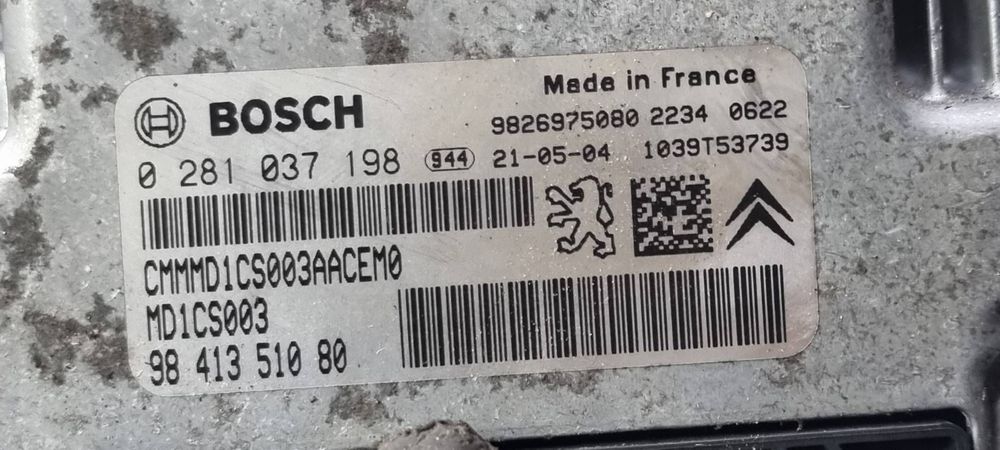 Made in France
BOSCH
9826975080 2234 0622
0 281 037 198 944 21-05-04 1039T53739
CMMMD1CS003AACEM0
MD1CS003
98 413 510 80